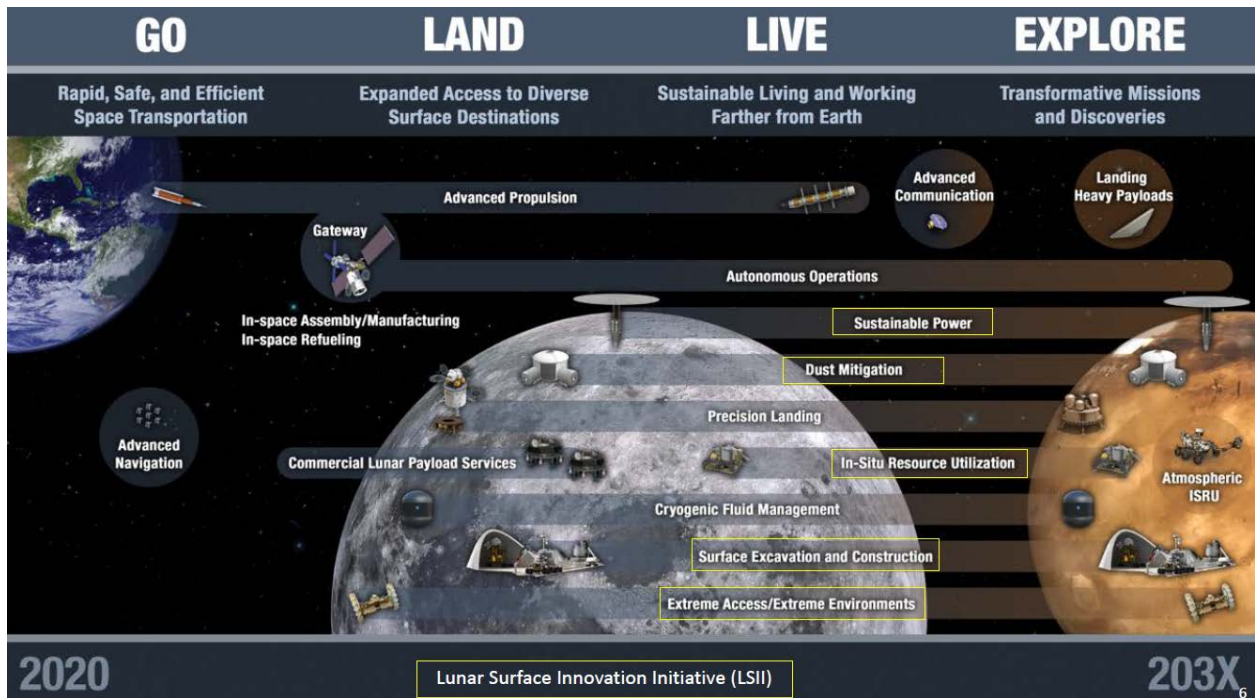 GO
LAND
LIVE
EXPLORE
Rapid, Safe, and Efficient
Space Transportation
Expanded Access to Diverse
Surface Destinations
Sustainable Living and Working
Farther from Earth
Transformative Missions
and Discoveries
Advanced Propulsion
Advanced
Communication
Landing
Heavy Payloads
Gateway
Autonomous Operations
In-space Assembly/Manufacturing
In-space Refueling
Sustainable Power
Dust Mitigation
Precision Landing
Advanced
Navigation
Commercial Lunar Payload Services
In-Situ Resource Utilization
Atmospheric
ISRU
Cryogenic Fluid Management
Surface Excavation and Construction
Extreme Access/Extreme Environments
2020
Lunar Surface Innovation Initiative (LSII)
203X
6